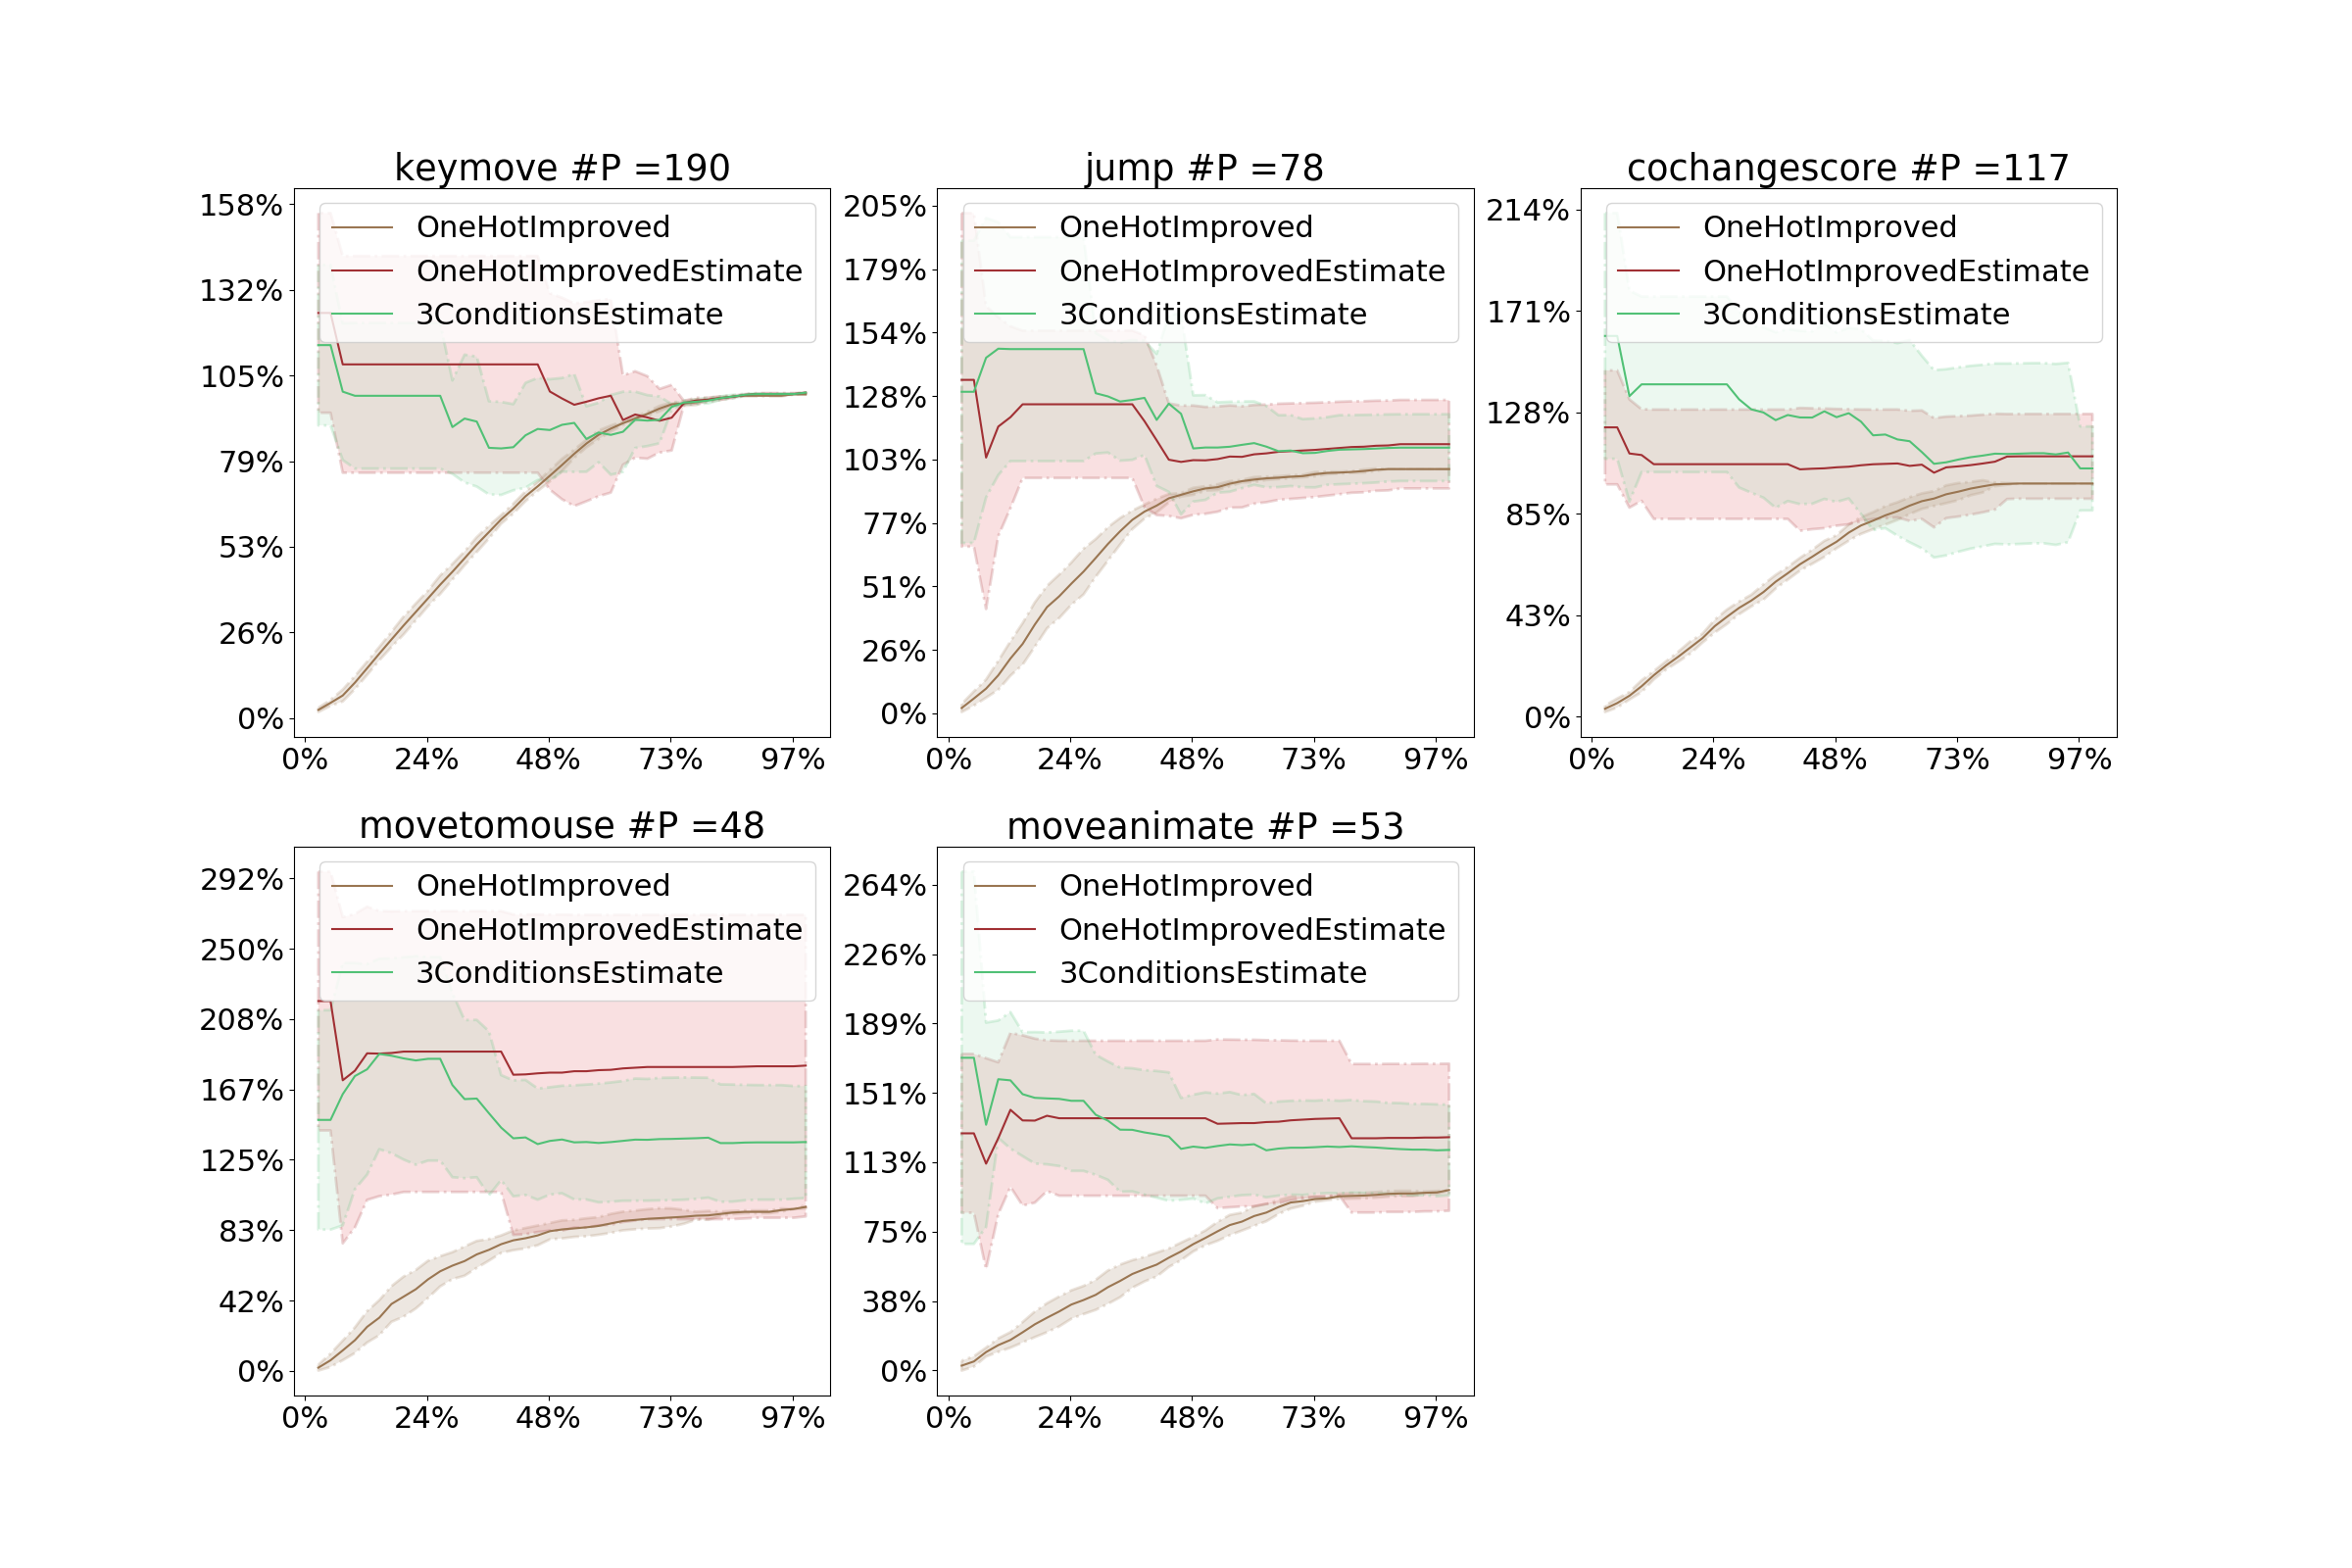 keymove #P =190
158%
132%
105%
79%
53%
26%
0%
OneHotImproved
OneHotImprovedEstimate
3ConditionsEstimate
0% 24% 48% 73% 97%
jump #P =78
205%
179%
154%
128%
103%
77%
51%
26%
0%
OneHotImproved
OneHotImprovedEstimate
3ConditionsEstimate
0% 24% 48% 73% 97%
cochangescore #P =117
214%
171%
128%
85%
43%
0%
OneHotImproved
OneHotImprovedEstimate
3ConditionsEstimate
0% 24% 48% 73% 97%
movetomouse #P =48
292%
250%
208%
167%
125%
83%
42%
0%
OneHotImproved
OneHotImprovedEstimate
3ConditionsEstimate
0% 24% 48% 73% 97%
moveanimate #P =53
264%
226%
189%
151%
113%
75%
38%
0%
OneHotImproved
OneHotImprovedEstimate
3ConditionsEstimate
0% 24% 48% 73% 97%